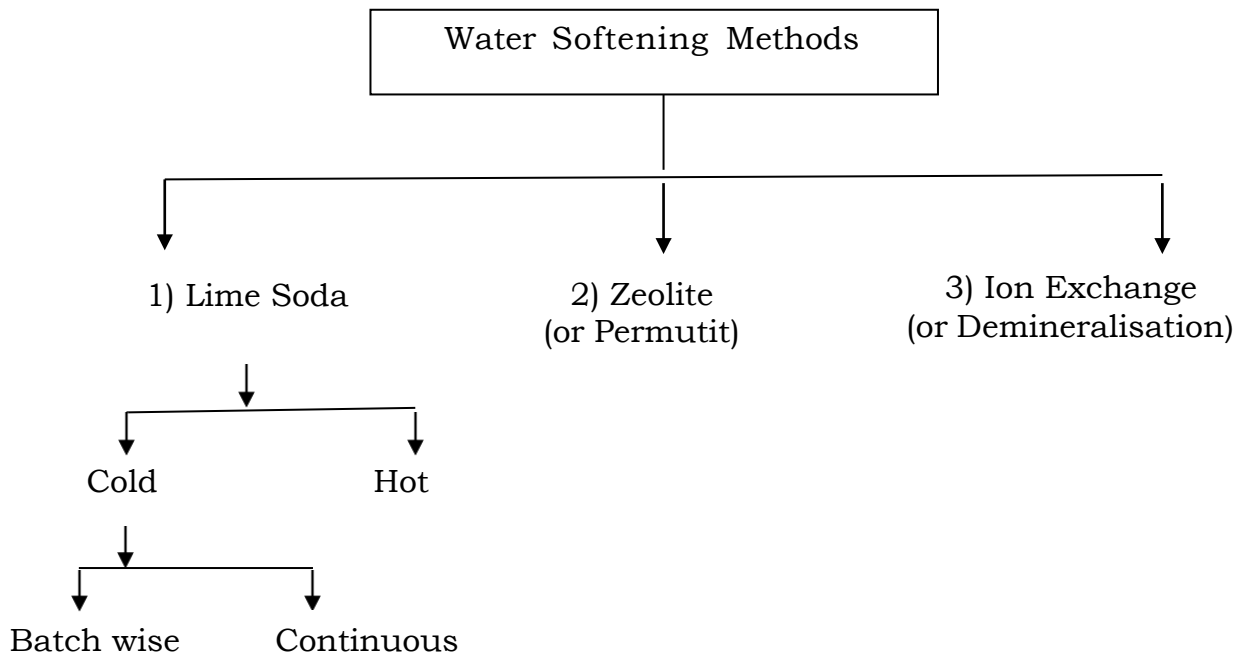 Water Softening Methods
1) Lime Soda
2) Zeolite
(or Permutit)
3) Ion Exchange
(or Demineralisation)
Cold
Hot
Batch wise
Continuous